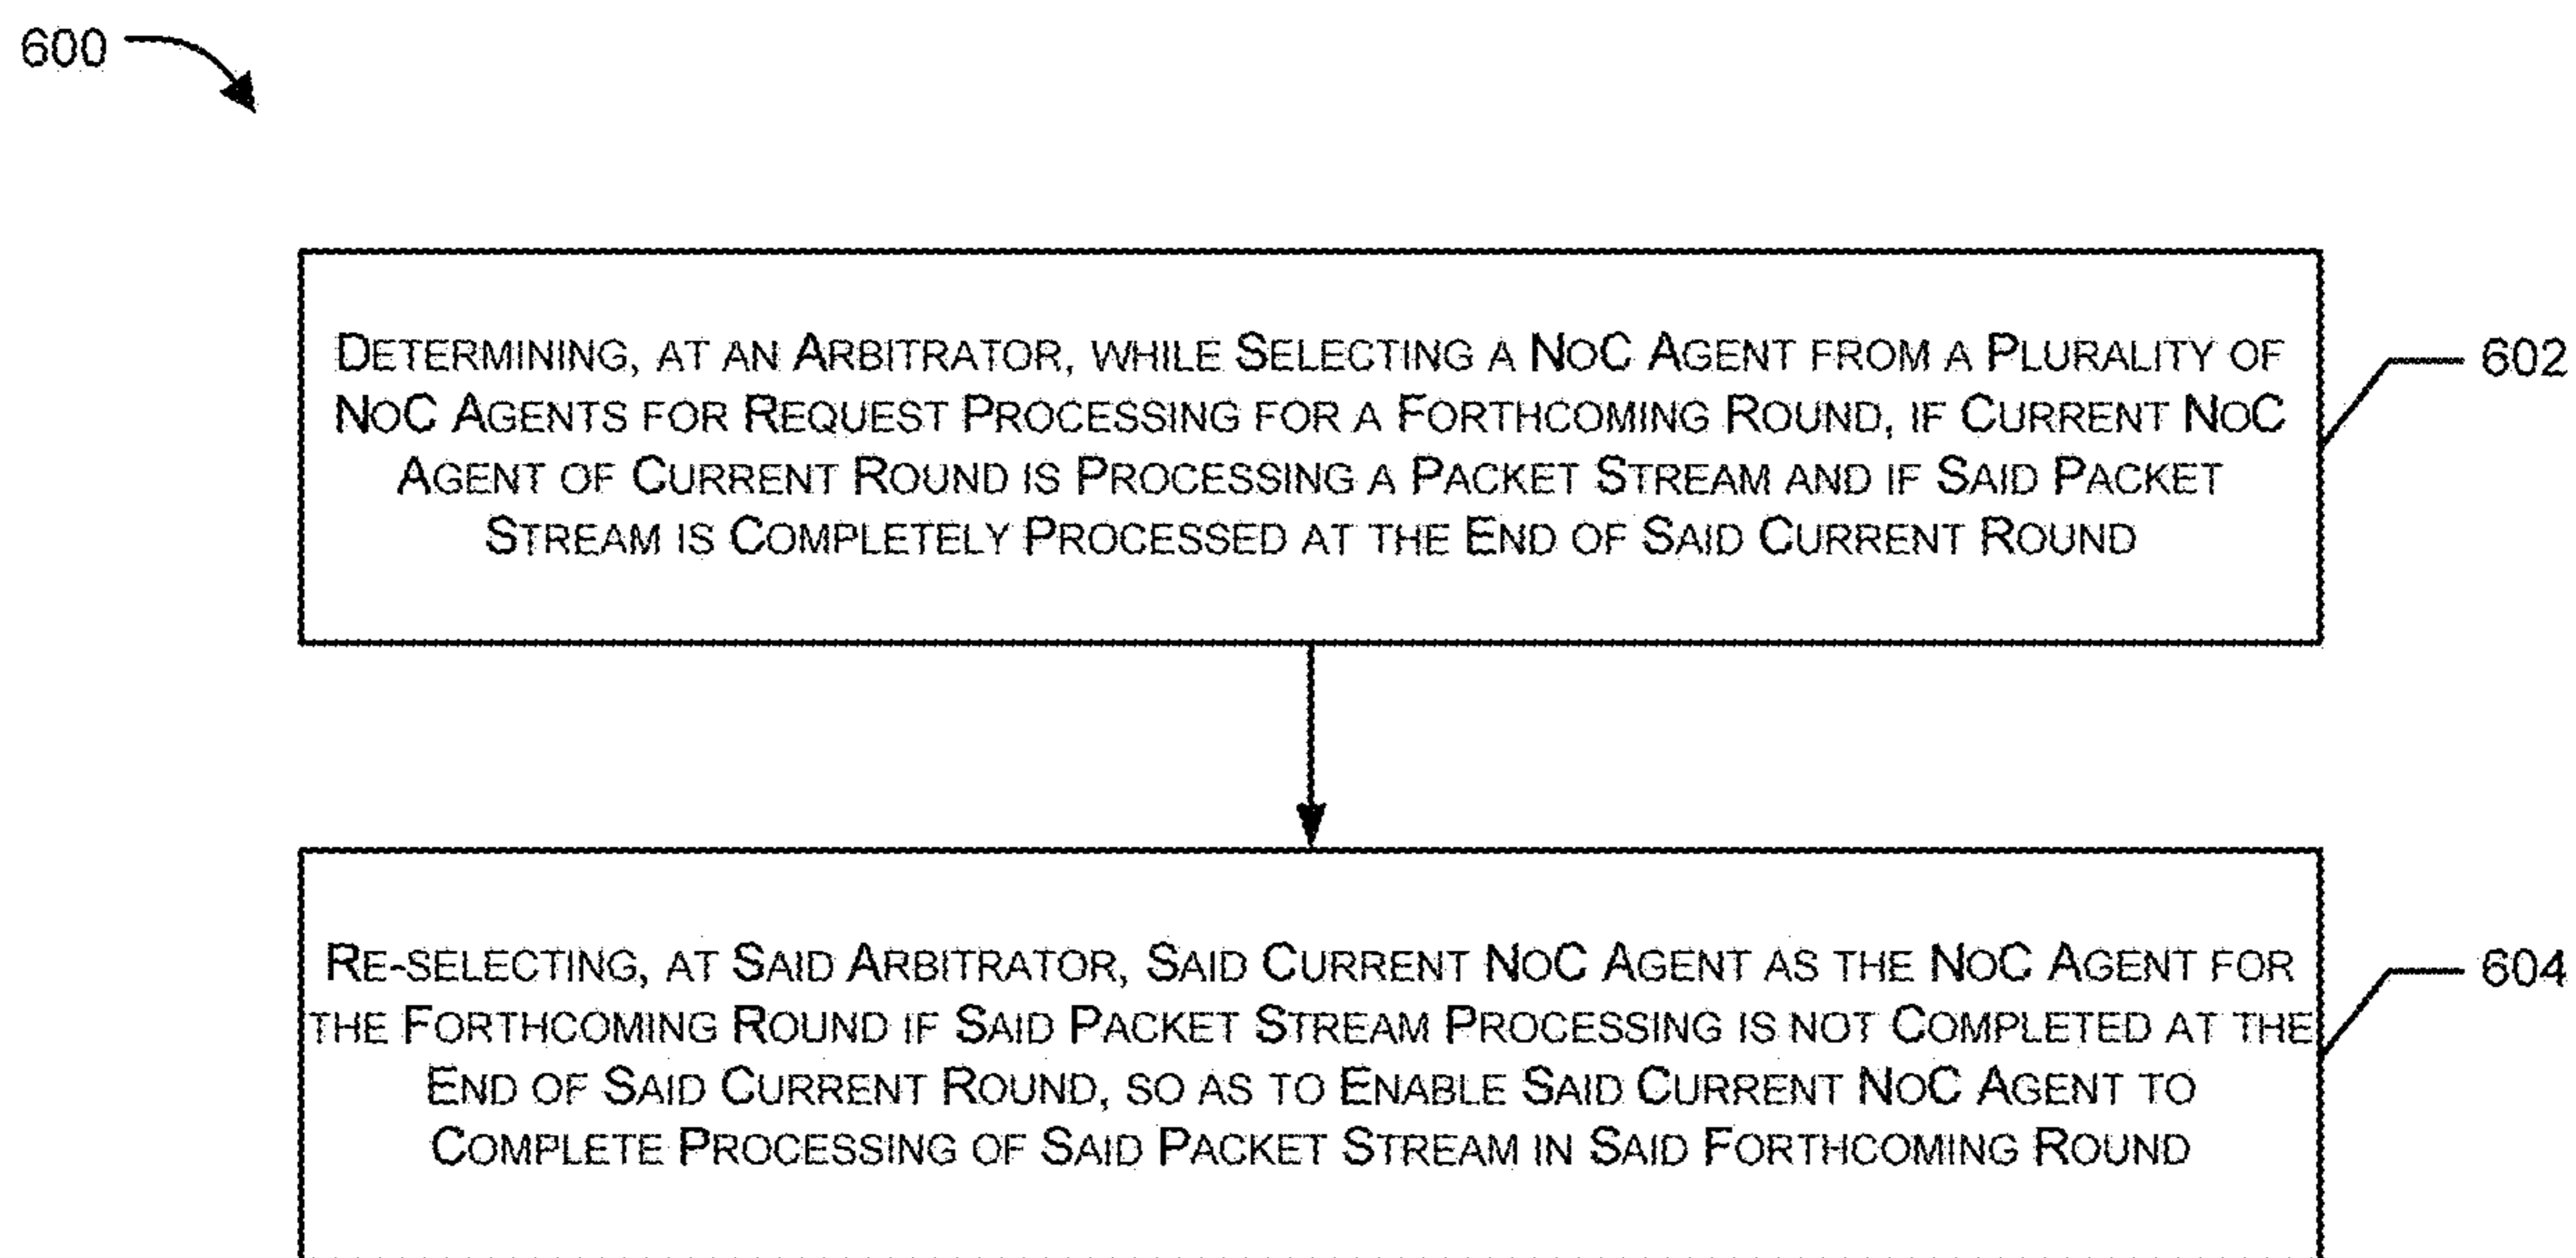 600
DETERMINING, AT AN ARBITRATOR, WHILE SELECTING A NOC AGENT FROM A PLURALITY OF
NOC AGENTS FOR REQUEST PROCESSING FOR A FORTHCOMING ROUND, IF CURRENT NOC
AGENT OF CURRENT ROUND IS PROCESSING A PACKET STREAM AND IF SAID PACKET
STREAM IS COMPLETELY PROCESSED AT THE END OF SAID CURRENT ROUND
602
RE-SELECTING, AT SAID ARBITRATOR, SAID CURRENT NOC AGENT AS THE NOC AGENT FOR
THE FORTHCOMING ROUND IF SAID PACKET STREAM PROCESSING IS NOT COMPLETED AT THE
END OF SAID CURRENT ROUND, SO AS TO ENABLE SAID CURRENT NOC AGENT TO
COMPLETE PROCESSING OF SAID PACKET STREAM IN SAID FORTHCOMING ROUND
604